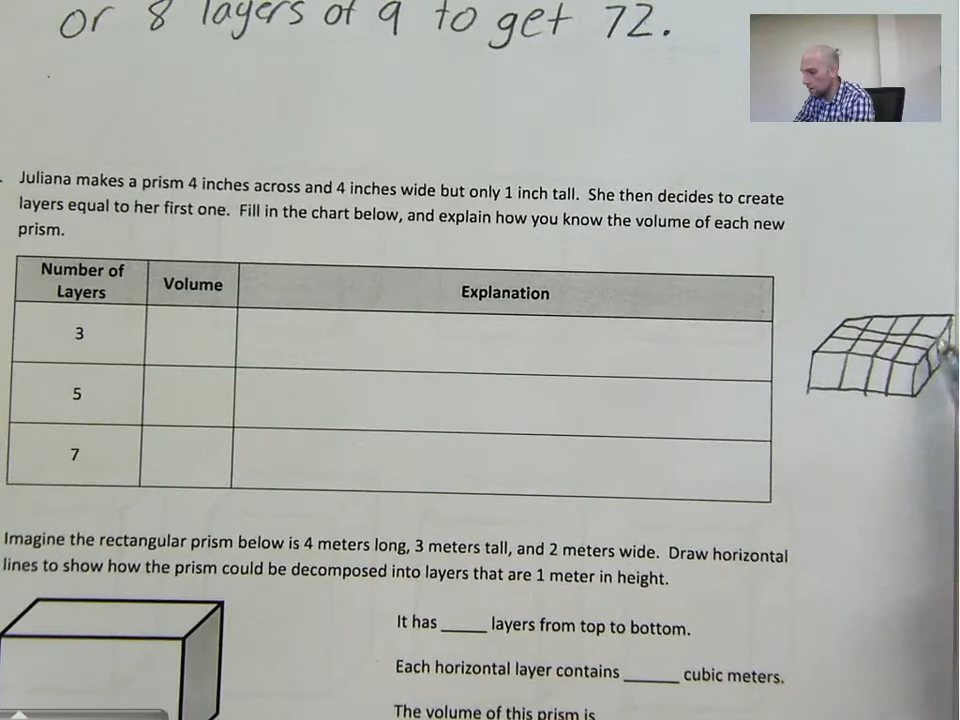 or 8 layers of 9 to get 72.
Juliana makes a prism 4 inches across and 4 inches wide but only 1 inch tall. She then decides to create
layers equal to her first one. Fill in the chart below, and explain how you know the volume of each new
prism.
Number of
Layers
Volume
Explanation
3
5
7
Imagine the rectangular prism below is 4 meters long, 3 meters tall, and 2 meters wide. Draw horizontal
lines to show how the prism could be decomposed into layers that are 1 meter in height.
It has _____ layers from top to bottom.
Each horizontal layer contains ______ cubic meters.
The volume of this prism is